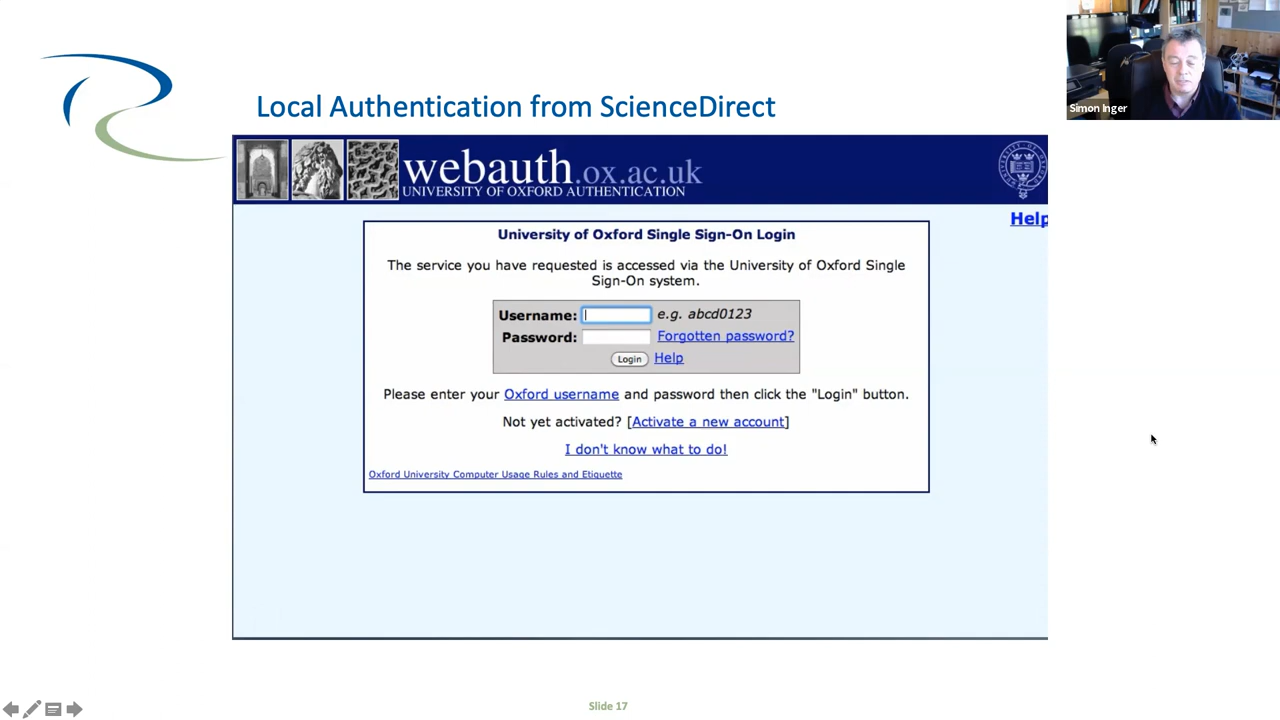 Local Authentication from ScienceDirect
Simon Inger
webauth.ox.ac.uk
UNIVERSITY OF OXFORD AUTHENTICATION
Help
University of Oxford Single Sign-On Login
The service you have requested is accessed via the University of Oxford Single
Sign-On system.
Username: e.g. abcd0123
Password: Forgotten password?
Login Help
Please enter your Oxford username and password then click the "Login" button.
Not yet activated? [Activate a new account]
I don't know what to do!
Oxford University Computer Usage Rules and Etiquette
Slide 17